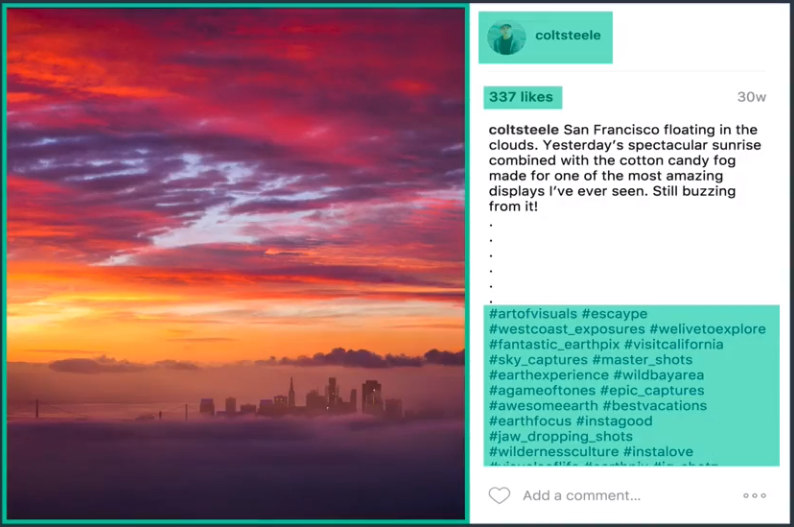 coltsteele
337 likes 30w
coltsteele San Francisco floating in the
clouds. Yesterday's spectacular sunrise
combined with the cotton candy fog
made for one of the most amazing
displays I've ever seen. Still buzzing
from it!
.
.
.
.
.
.
#artofvisuals #escaype
#westcoast_exposures #welivetoexplore
#fantastic_earthpix #visitcalifornia
#sky_captures #master_shots
#earthexperience #wildbayarea
#agameoftones #epic_captures
#awesomeearth #bestvacations
#earthfocus #instagood
#jaw_dropping_shots
#wildernessculture #instalove
Add a comment...